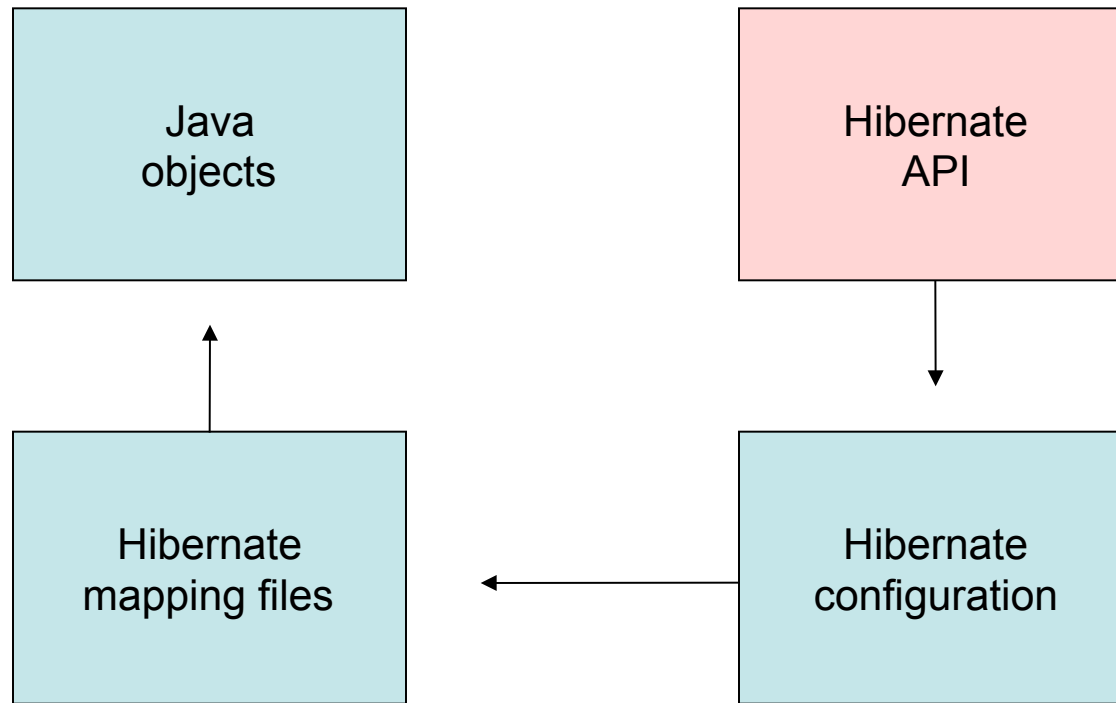 Java
objects
Hibernate
API
Hibernate
mapping files
Hibernate
configuration